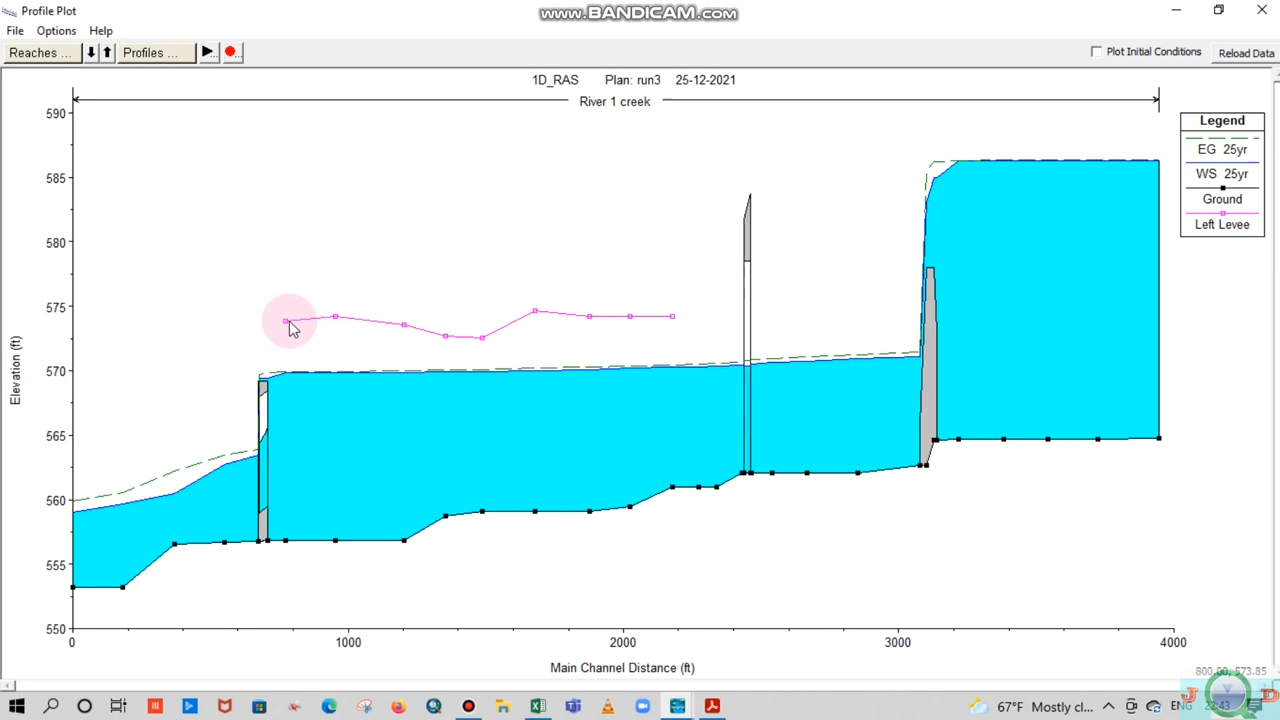 Profile Plot
www.BANDICAM.com
File Options Help
Reaches ... Profiles ... Plot Initial Conditions Reload Data
1D_RAS Plan: run3 25-12-2021
River 1 creek
Legend
EG 25yr
WS 25yr
Ground
Left Levee
590
585
580
575
570
565
560
555
550
Elevation (ft)
0 1000 2000 3000 4000
Main Channel Distance (ft)
800.00, 573.85
67°F Mostly cl... ENG 22:43
J D